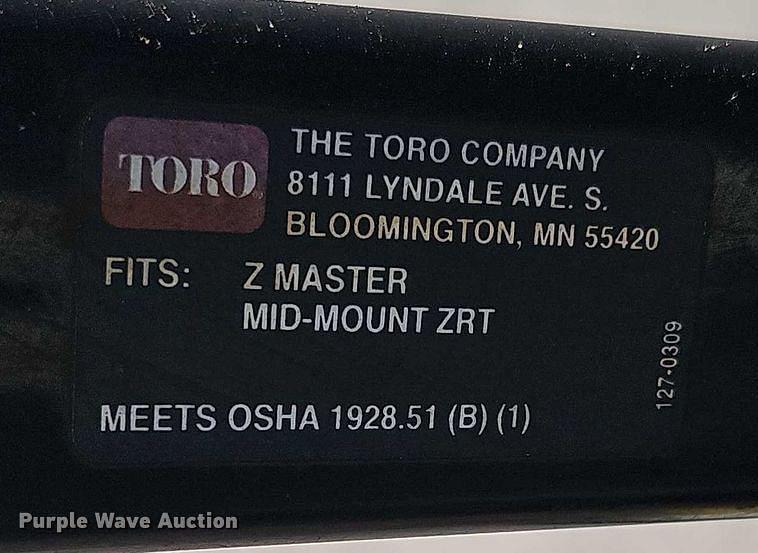 TORO
THE TORO COMPANY
8111 LYNDALE AVE. S.
BLOOMINGTON, MN 55420
FITS: Z MASTER
MID-MOUNT ZRT
127-0309
MEETS OSHA 1928.51 (B) (1)
Purple Wave Auction